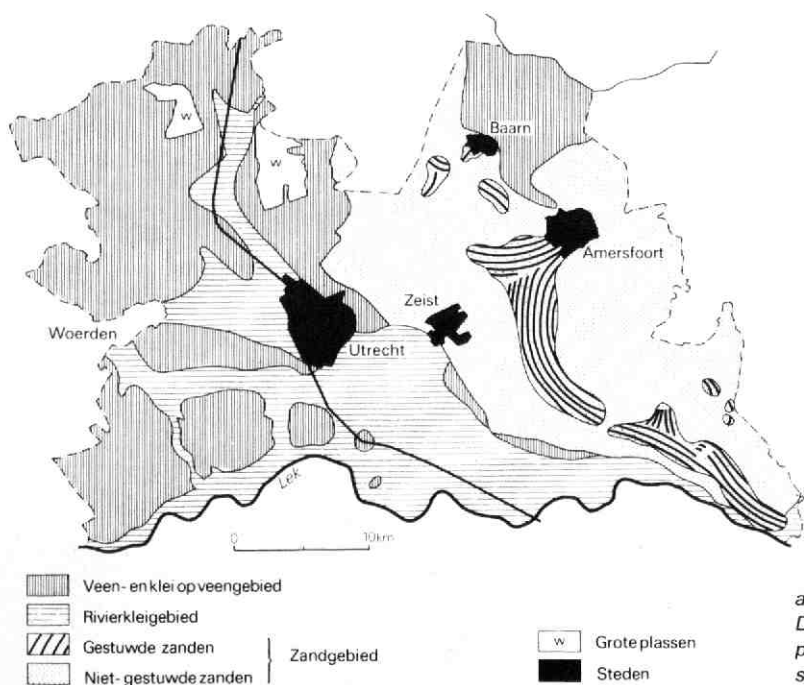 w
w
Baarn
Amersfoort
Zeist
Woerden
Utrecht
Lek
0 10km
Veen- en klei op veengebied
Rivierkleigebied
Gestuwde zanden
Zandgebied
Niet-gestuwde zanden
w Grote plassen
Steden
a
D
p
s